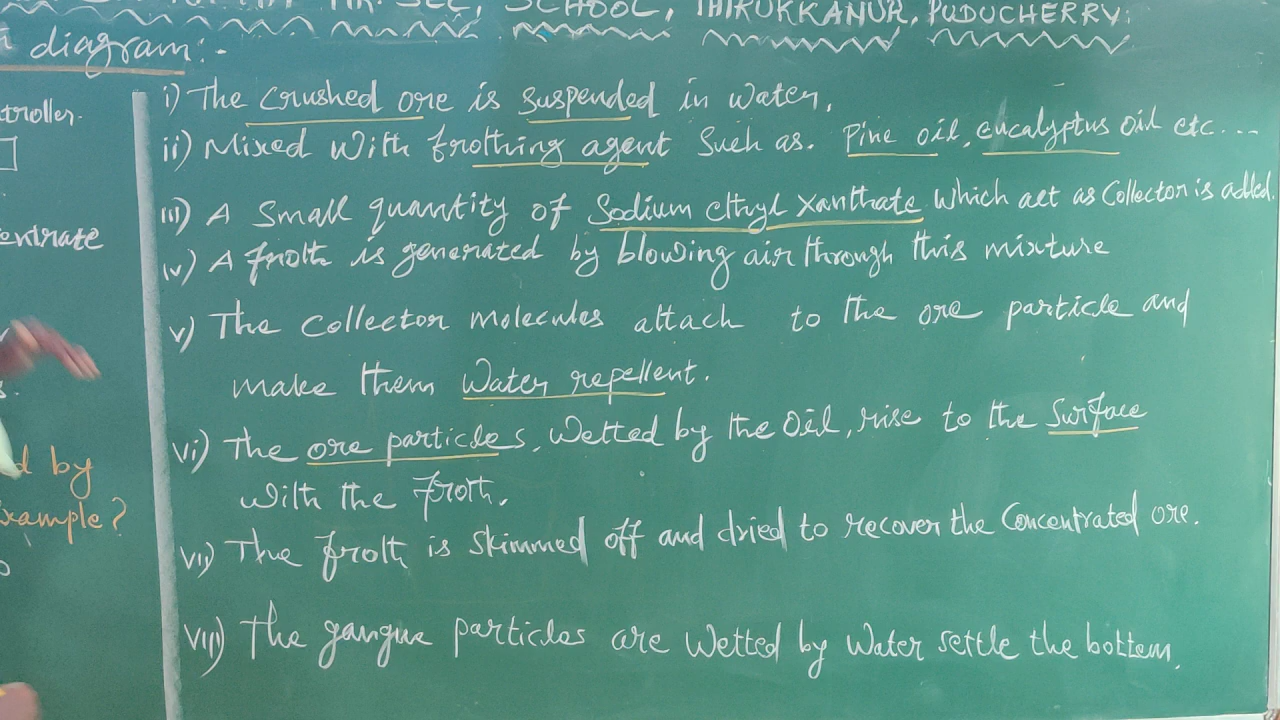 HR. SEC, SCHOOL, THIRUKKANUR, PUDUCHERRY.
diagram:-
troller.
entrate
d by
xample?
i) The crushed ore is suspended in water.
ii) Mixed with frothing agent such as. Pine oil, eucalyptus oil etc....
iii) A small quantity of Sodium ethyl xanthate which act as Collector is added.
iv) A froth is generated by blowing air through this mixture
v) The collector molecules attach to the ore particle and
make them water repellent.
vi) The ore particles, wetted by the oil, rise to the Surface
with the froth.
vii) The froth is skimmed off and dried to recover the Concentrated ore.
viii) The gangue particles are wetted by water settle the bottem.